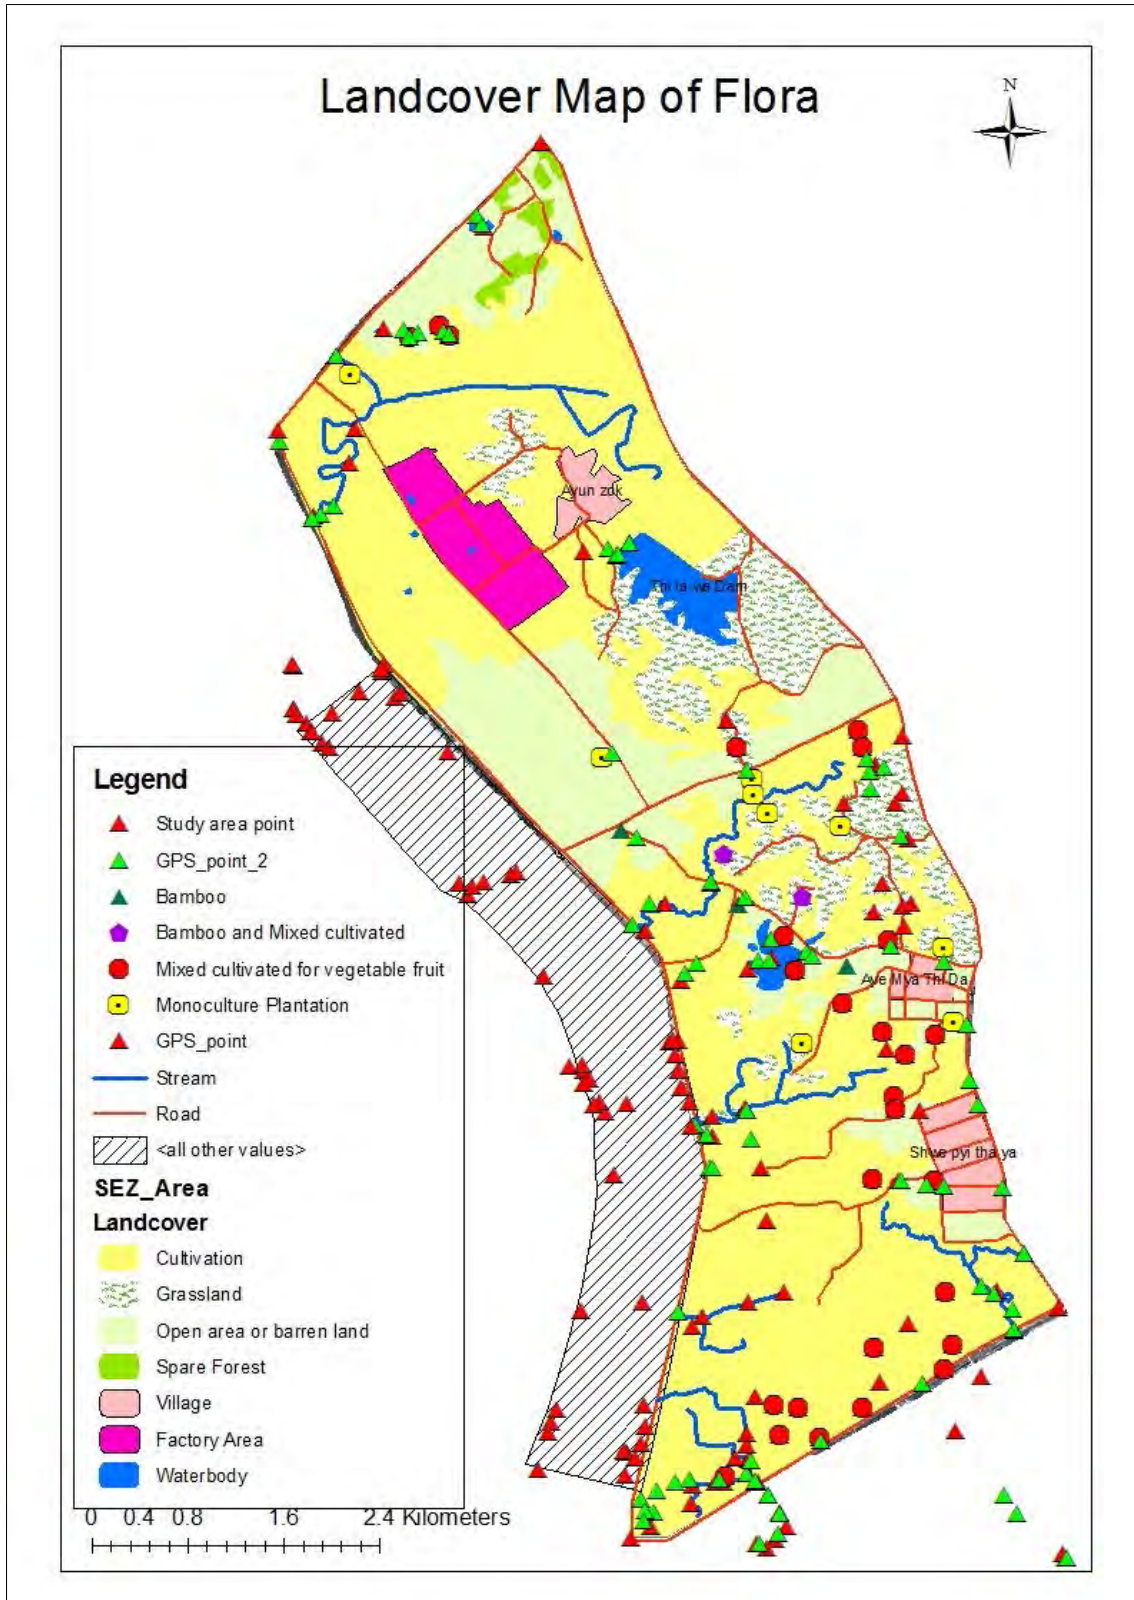 Landcover Map of Flora
N
Ayun zok
Thi la wa Dam
Aye Mya Thi Da
Shwe pyi tha ya
Legend
Study area point
GPS_point_2
Bamboo
Bamboo and Mixed cultivated
Mixed cultivated for vegetable fruit
Monoculture Plantation
GPS_point
Stream
Road
<all other values>
SEZ_Area
Landcover
Cultivation
Grassland
Open area or barren land
Spare Forest
Village
Factory Area
Waterbody
0 0.4 0.8 1.6 2.4 Kilometers